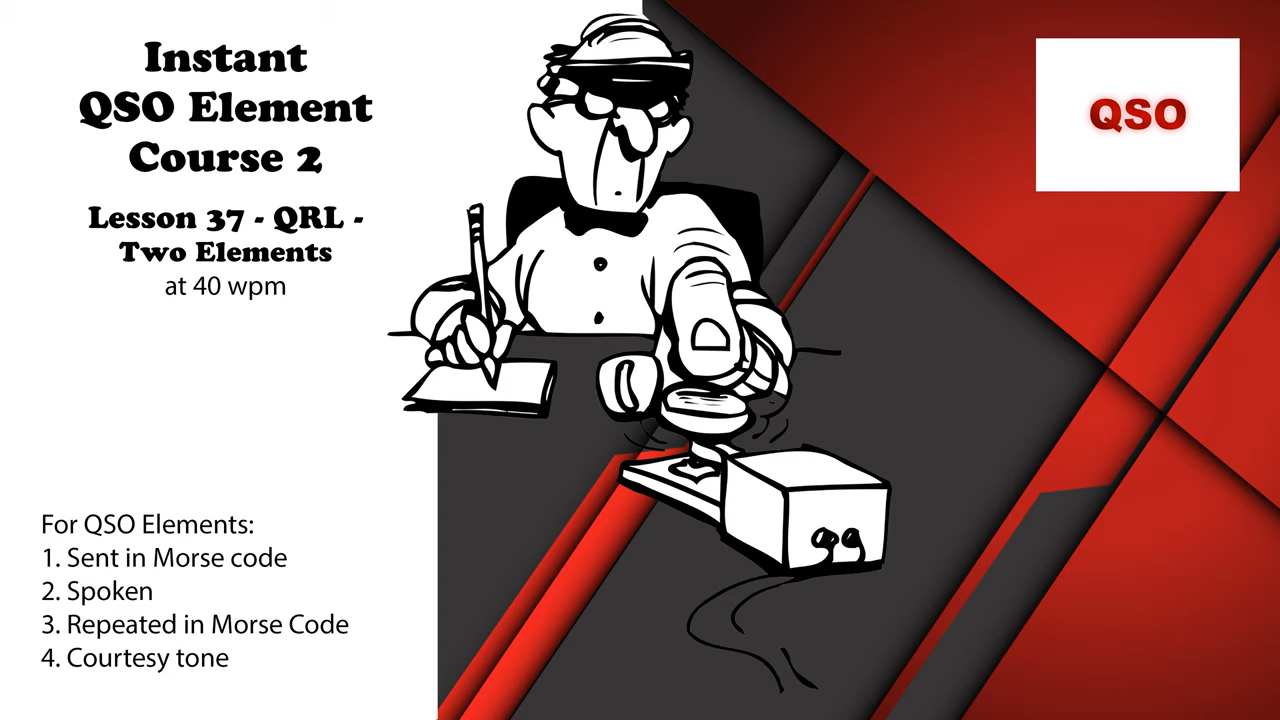 Instant
QSO Element
Course 2
Lesson 37 - QRL -
Two Elements
at 40 wpm
QSO
For QSO Elements:
1. Sent in Morse code
2. Spoken
3. Repeated in Morse Code
4. Courtesy tone